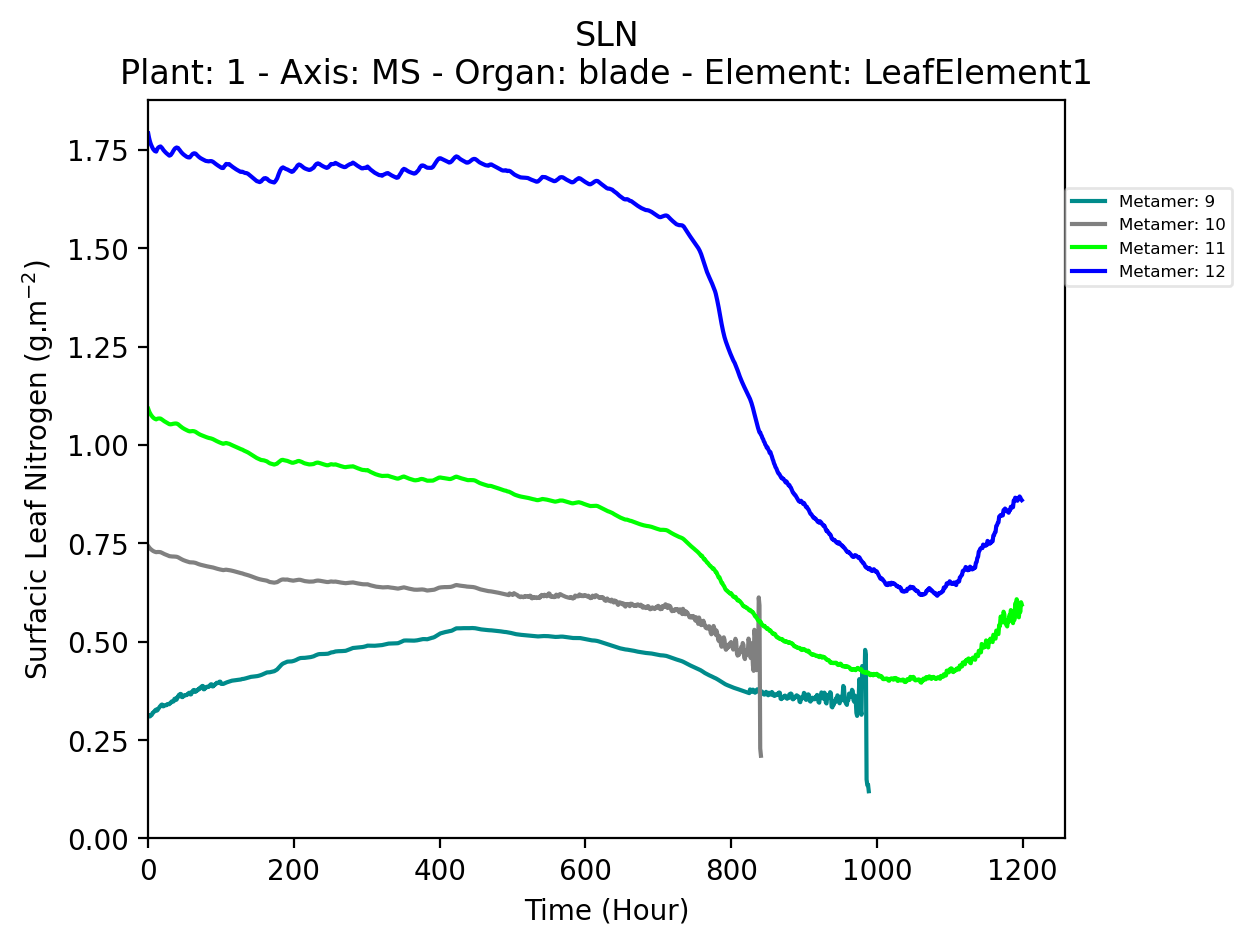 SLN
Plant: 1 - Axis: MS - Organ: blade - Element: LeafElement1
1.75
1.50
1.25
1.00
0.75
0.50
0.25
0.00
Surfacic Leaf Nitrogen (g.m⁻²)
Metamer: 9
Metamer: 10
Metamer: 11
Metamer: 12
0 200 400 600 800 1000 1200
Time (Hour)